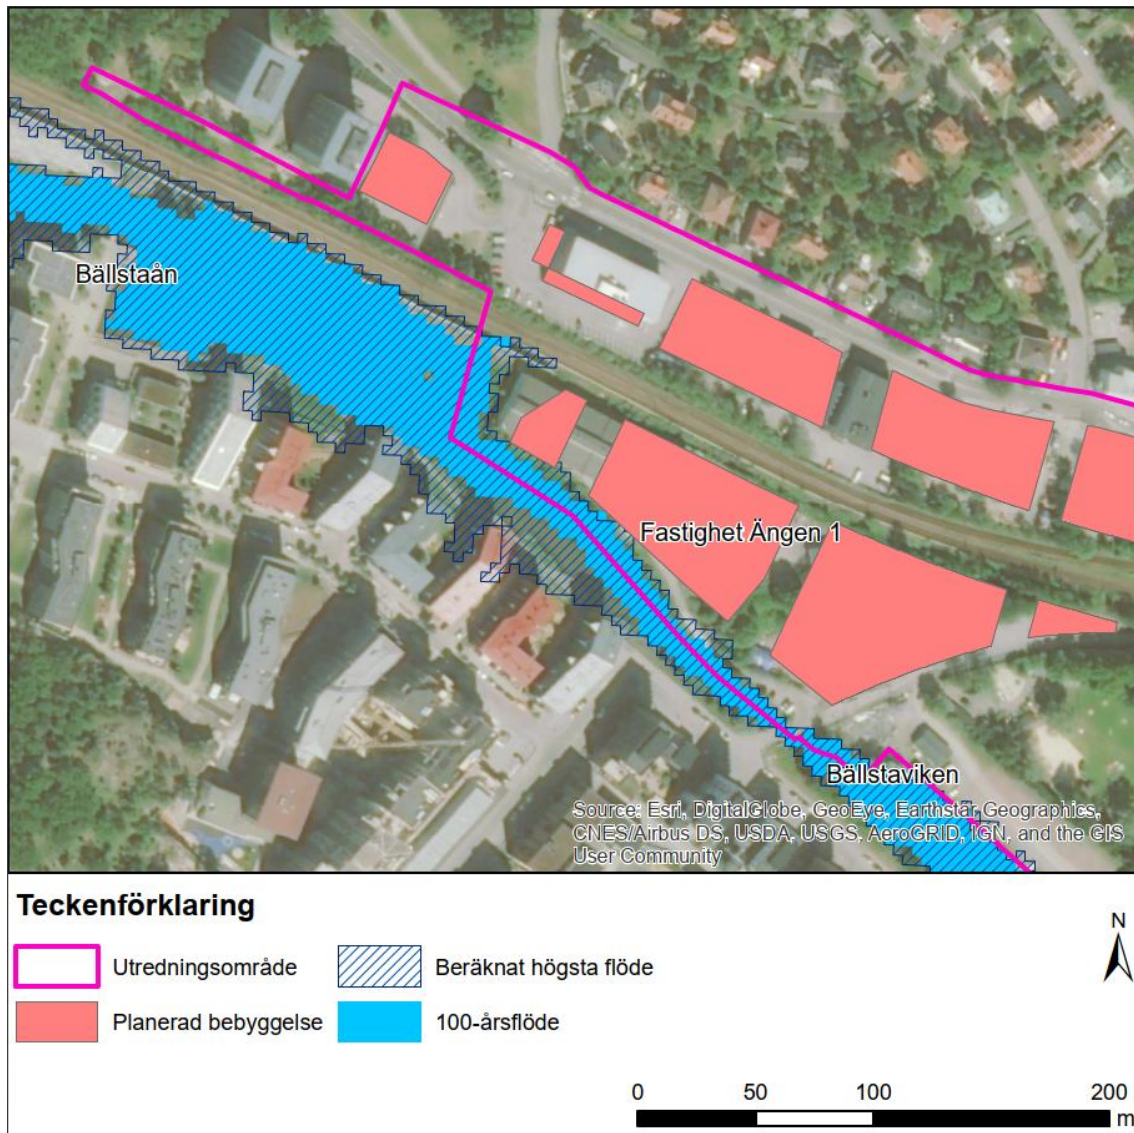 Bällstaån
Fastighet Ängen 1
Bällstaviken
Source: Esri, DigitalGlobe, GeoEye, Earthstar Geographics,
CNES/Airbus DS, USDA, USGS, AeroGRID, IGN, and the GIS
User Community
Teckenförklaring
Utredningsområde
Beräknat högsta flöde
Planerad bebyggelse
100-årsflöde
N
0 50 100 200
m